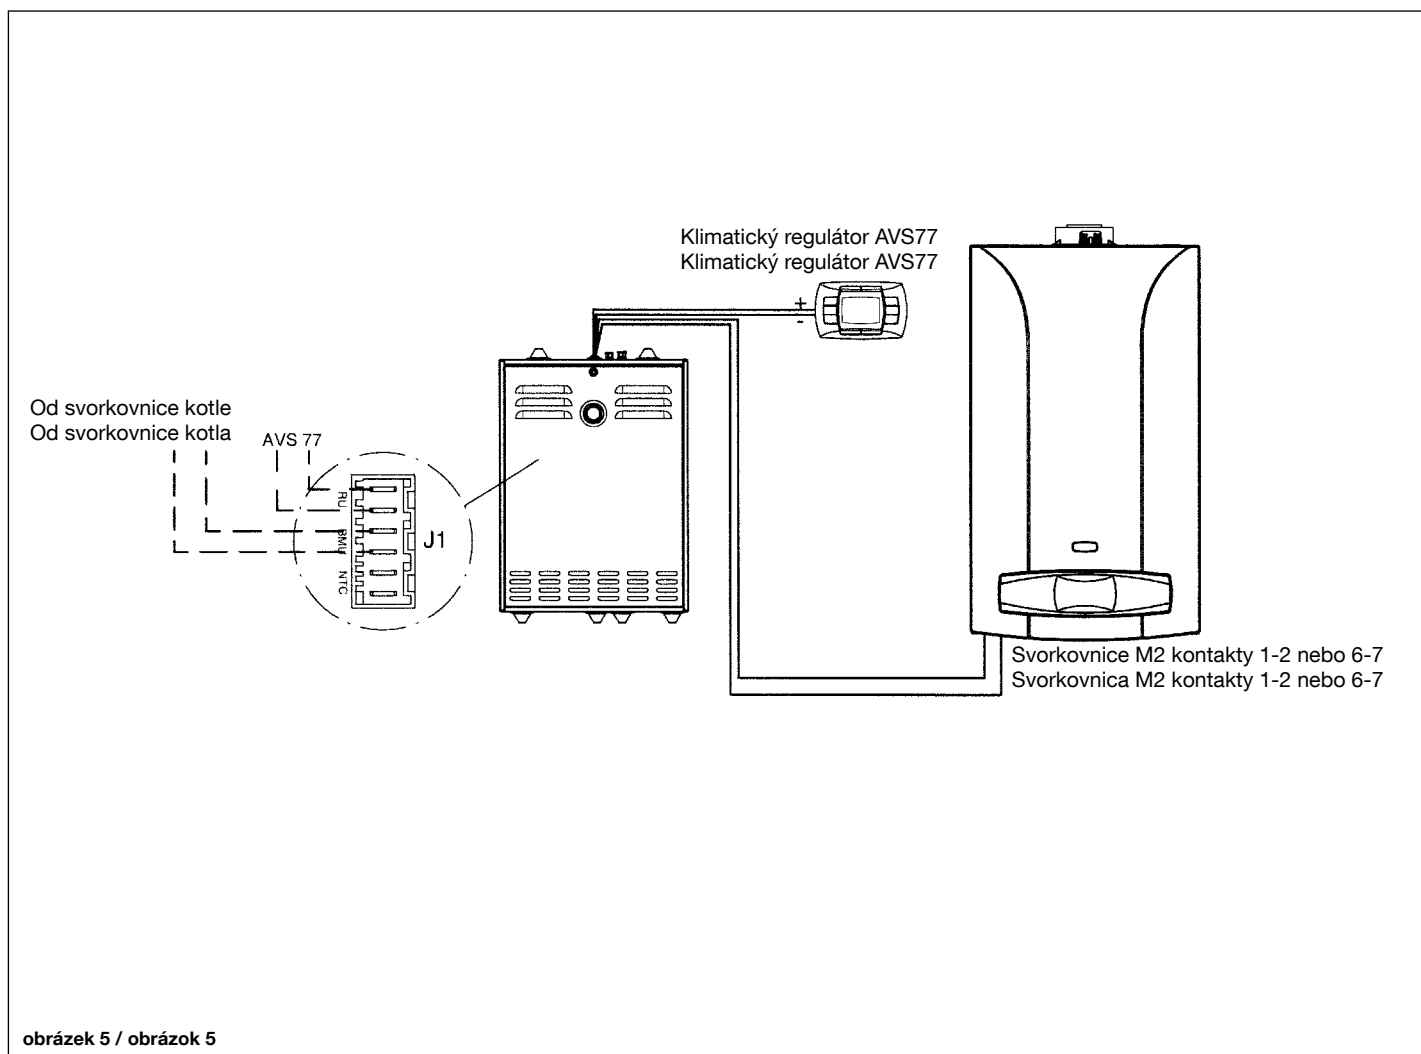 Klimatický regulátor AVS77
Klimatický regulátor AVS77
+
-
Od svorkovnice kotle
Od svorkovnice kotla
AVS 77
RU
BMU
NTC
J1
Svorkovnice M2 kontakty 1-2 nebo 6-7
Svorkovnica M2 kontakty 1-2 nebo 6-7
obrázek 5 / obrázok 5